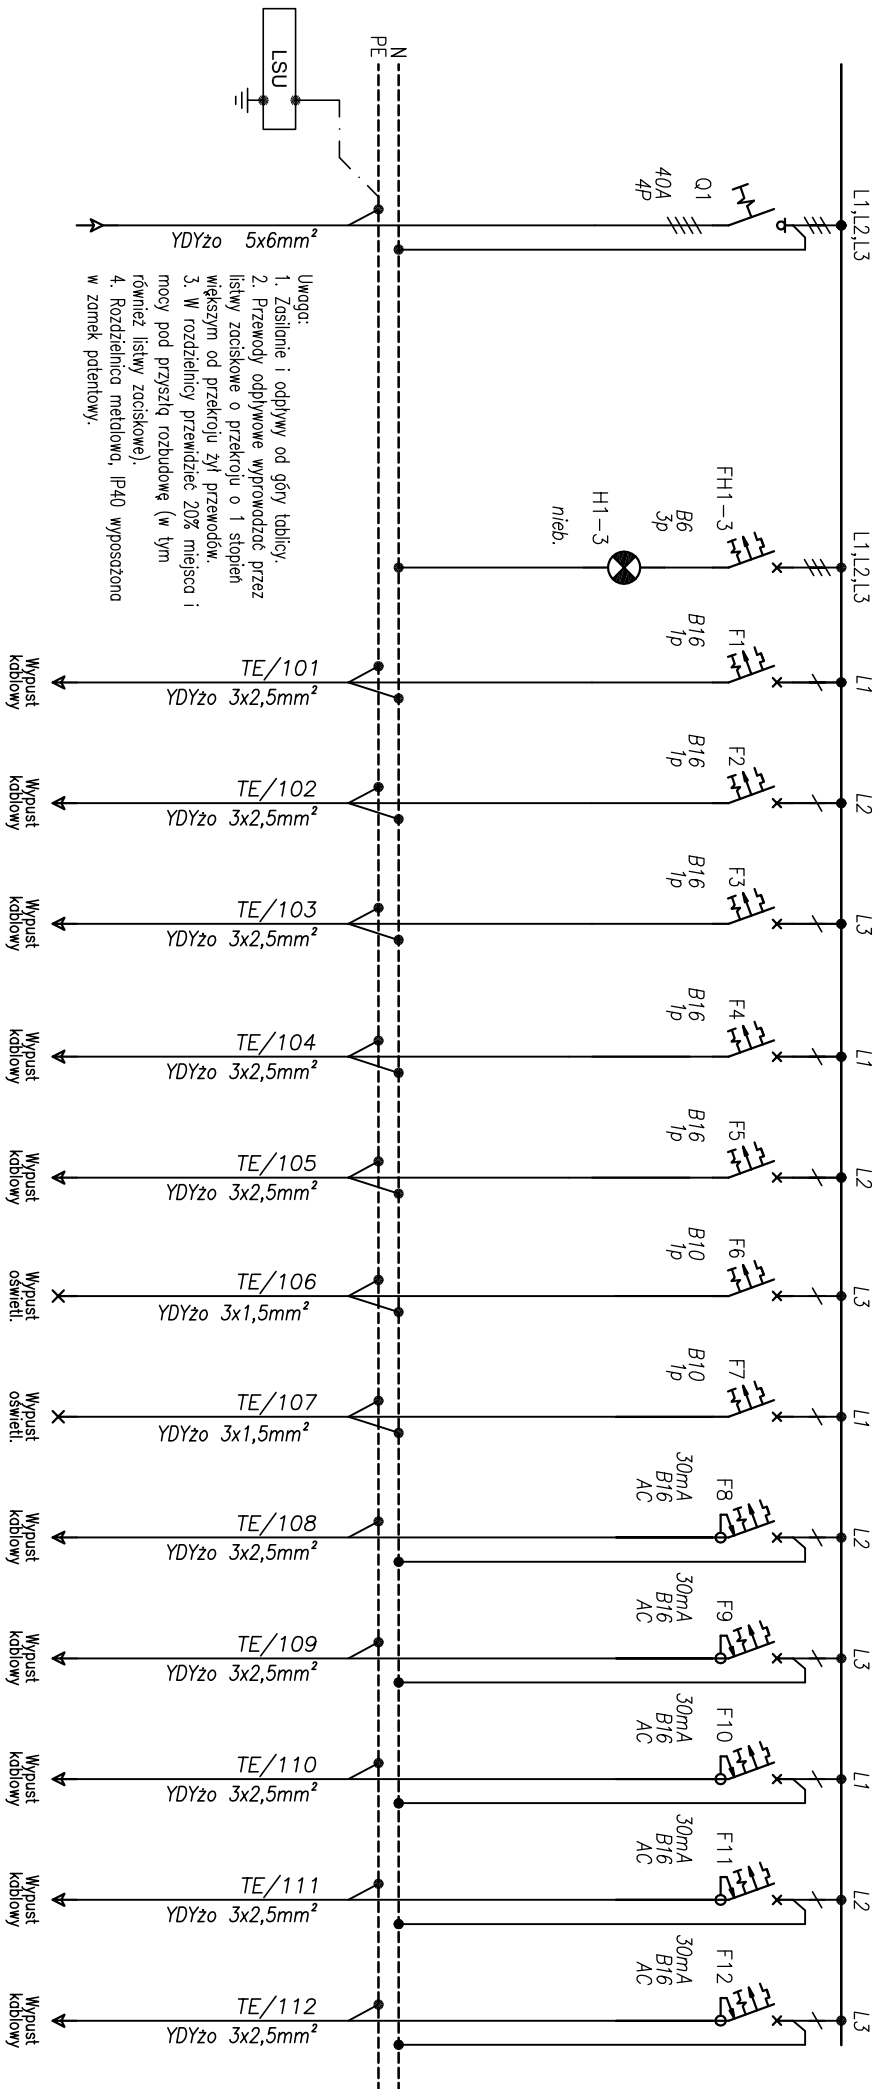 L1,L2,L3
Q1
40A
4P
N
PE
LSU
YDYżo 5x6mm²
Uwaga:
1. Zasilanie i odpływy od góry tablicy.
2. Przewody odpływowe wyprowadzać przez
listwy zaciskowe o przekroju o 1 stopień
większym od przekroju żył przewodów.
3. W rozdzielnicy przewidzieć 20% miejsca i
mocy pod przyszłą rozbudowę (w tym
również listwy zaciskowe).
4. Rozdzielnica metalowa, IP40 wyposażona
w zamek patentowy.
L1,L2,L3
FH1-3
B6
3p
H1-3
nieb.
L1
F1
B16
1p
TE/101
YDYżo 3x2,5mm²
Wypust
kablowy
L2
F2
B16
1p
TE/102
YDYżo 3x2,5mm²
Wypust
kablowy
L3
F3
B16
1p
TE/103
YDYżo 3x2,5mm²
Wypust
kablowy
L1
F4
B16
1p
TE/104
YDYżo 3x2,5mm²
Wypust
kablowy
L2
F5
B16
1p
TE/105
YDYżo 3x2,5mm²
Wypust
kablowy
L3
F6
B10
1p
TE/106
YDYżo 3x1,5mm²
Wypust
oświetl.
L1
F7
B10
1p
TE/107
YDYżo 3x1,5mm²
Wypust
oświetl.
L2
F8
30mA
B16
AC
TE/108
YDYżo 3x2,5mm²
Wypust
kablowy
L3
F9
30mA
B16
AC
TE/109
YDYżo 3x2,5mm²
Wypust
kablowy
L1
F10
30mA
B16
AC
TE/110
YDYżo 3x2,5mm²
Wypust
kablowy
L2
F11
30mA
B16
AC
TE/111
YDYżo 3x2,5mm²
Wypust
kablowy
L3
F12
30mA
B16
AC
TE/112
YDYżo 3x2,5mm²
Wypust
kablowy